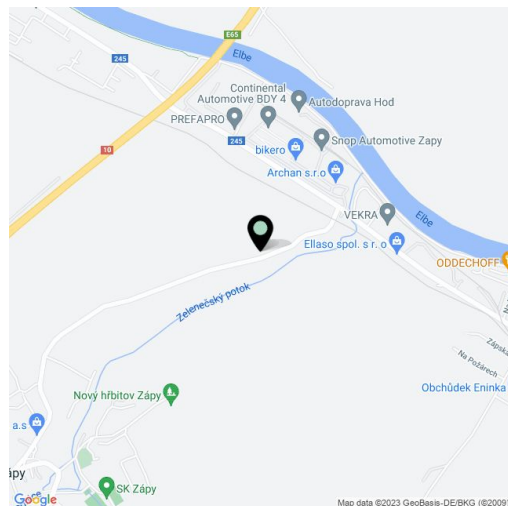 E65
Elbe
245
Continental
Automotive BDY 4
Autodoprava Hod
PREFAPRO
Snop Automotive Zapy
245
bikero
10
Archan s.r.o
VEKRA
Elbe
Ellaso spol. s r. o
ODDECHOFF
Zelenečský potok
Zápská
Na Požárech
Obchůdek Eninka
Nový hřbitov Zápy
a.s
ápy
SK Zápy
Google
Map data ©2023 GeoBasis-DE/BKG (©2009)